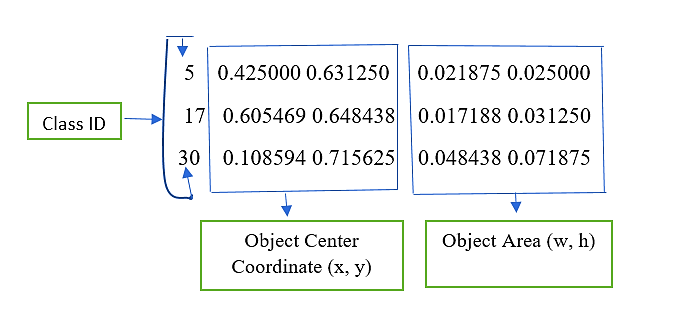 5 0.425000 0.631250 0.021875 0.025000
17 0.605469 0.648438 0.017188 0.031250
Class ID
30 0.108594 0.715625 0.048438 0.071875
Object Center
Coordinate (x, y)
Object Area (w, h)